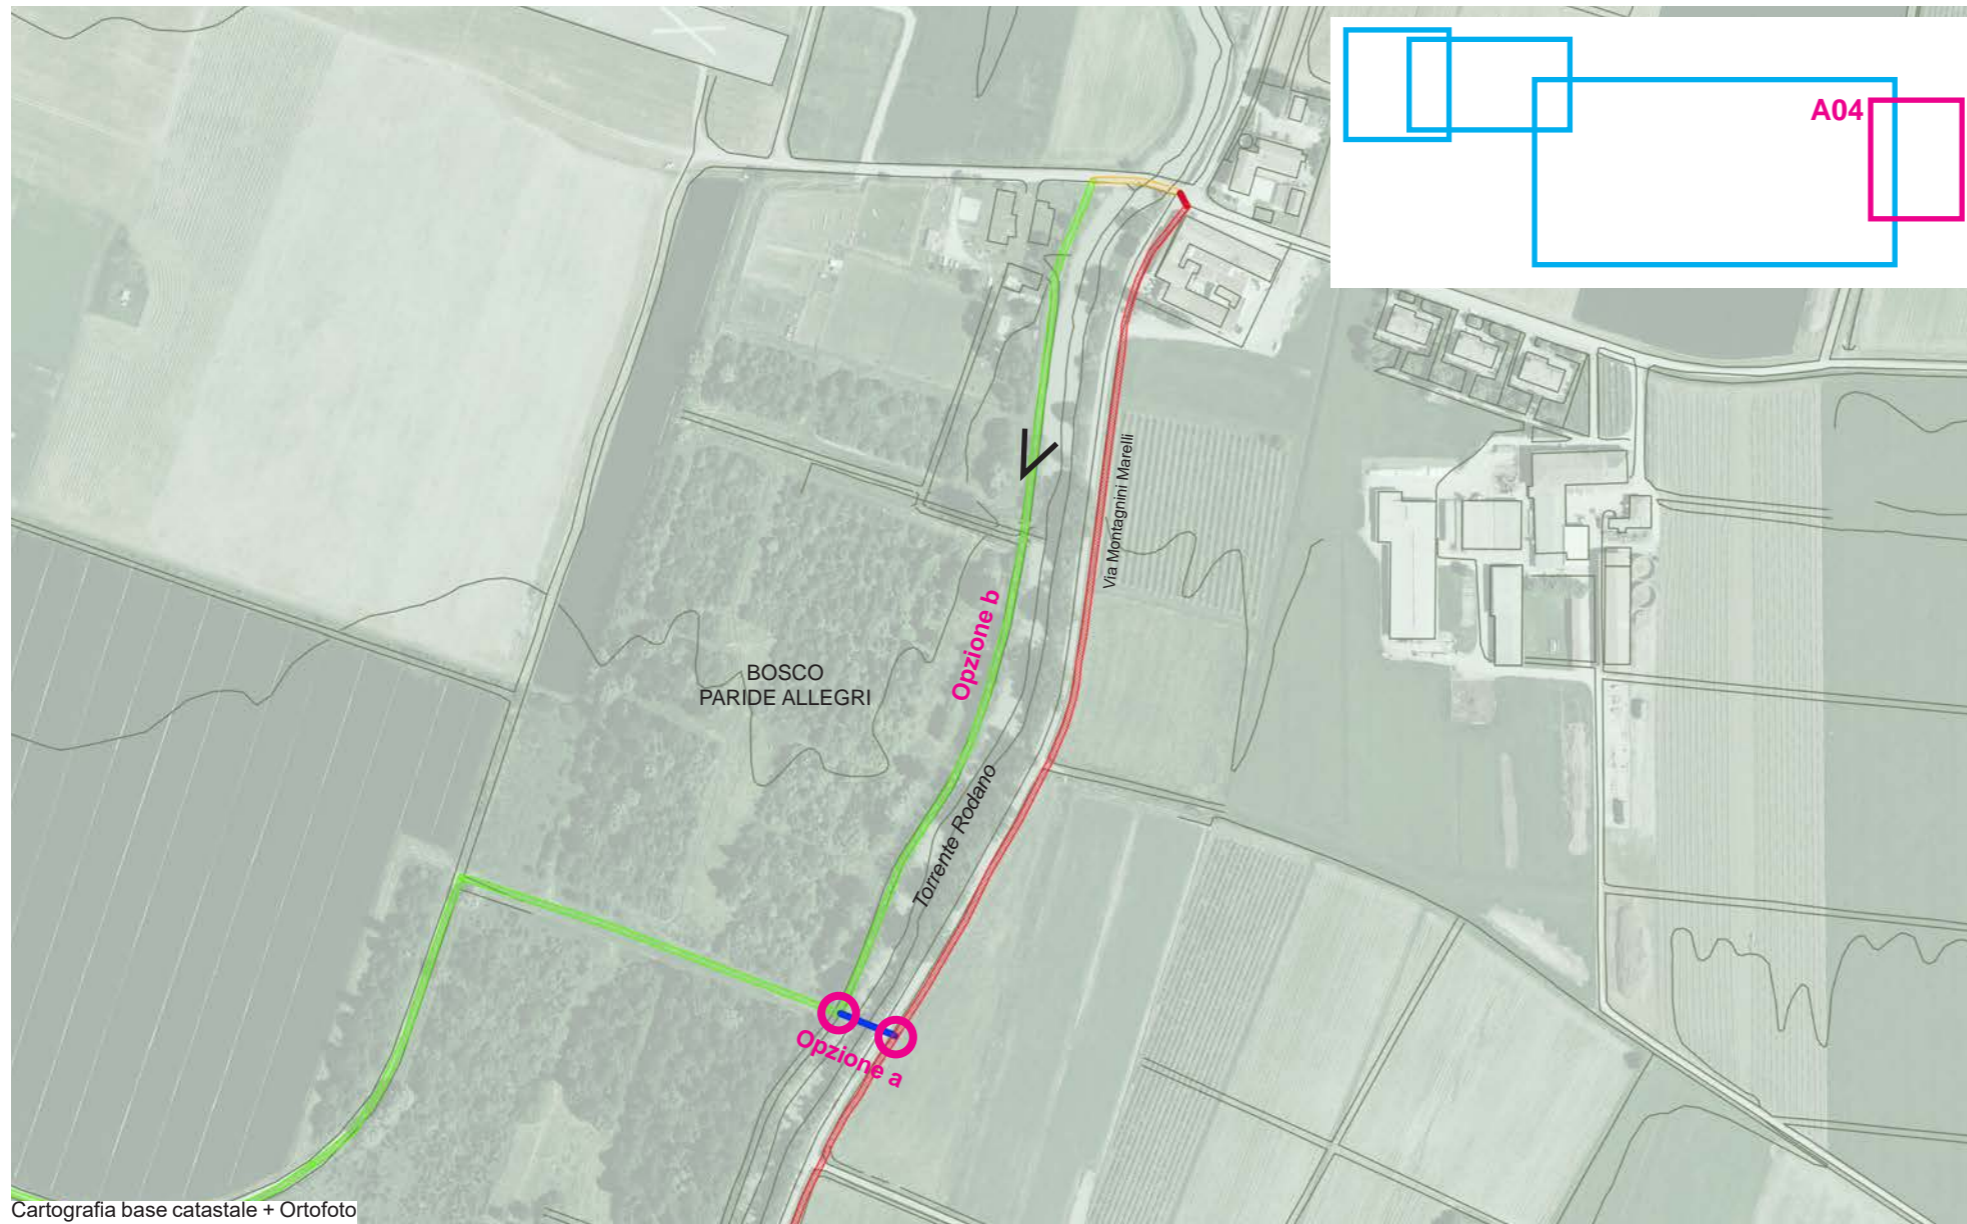 A04
Via Montagnini Marelli
Opzione b
BOSCO
PARIDE ALLEGRI
Torrente Rodano
Opzione a
Cartografia base catastale + Ortofoto